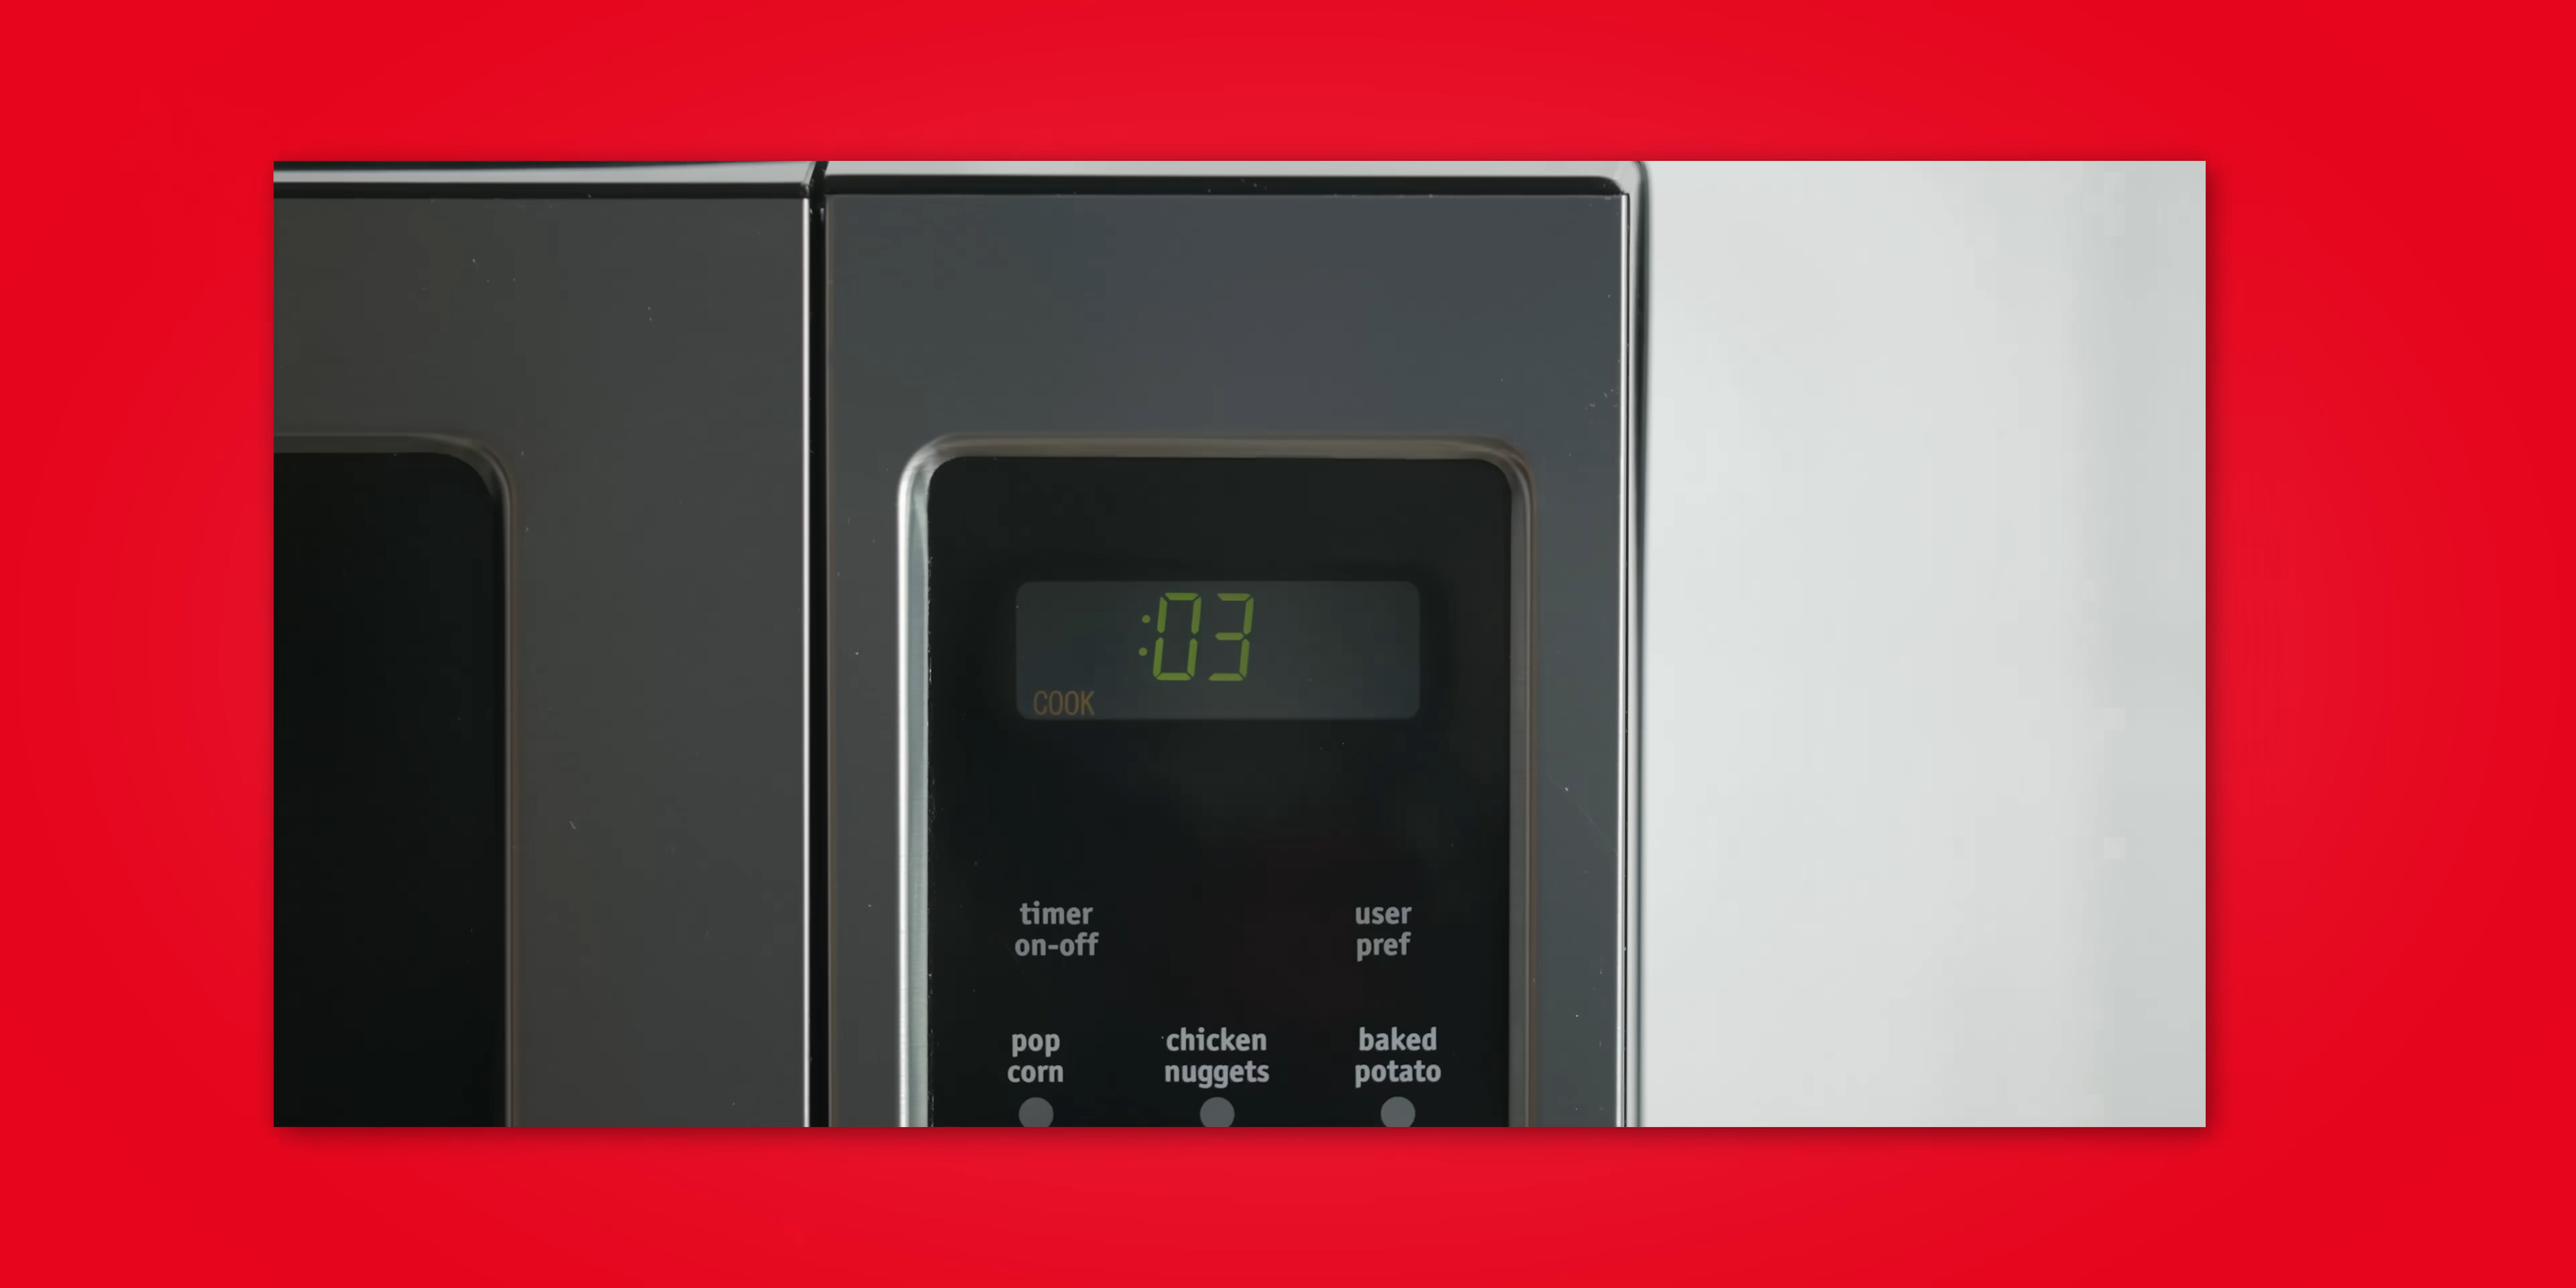 :03
COOK
timer
on-off
user
pref
pop
corn
chicken
nuggets
baked
potato